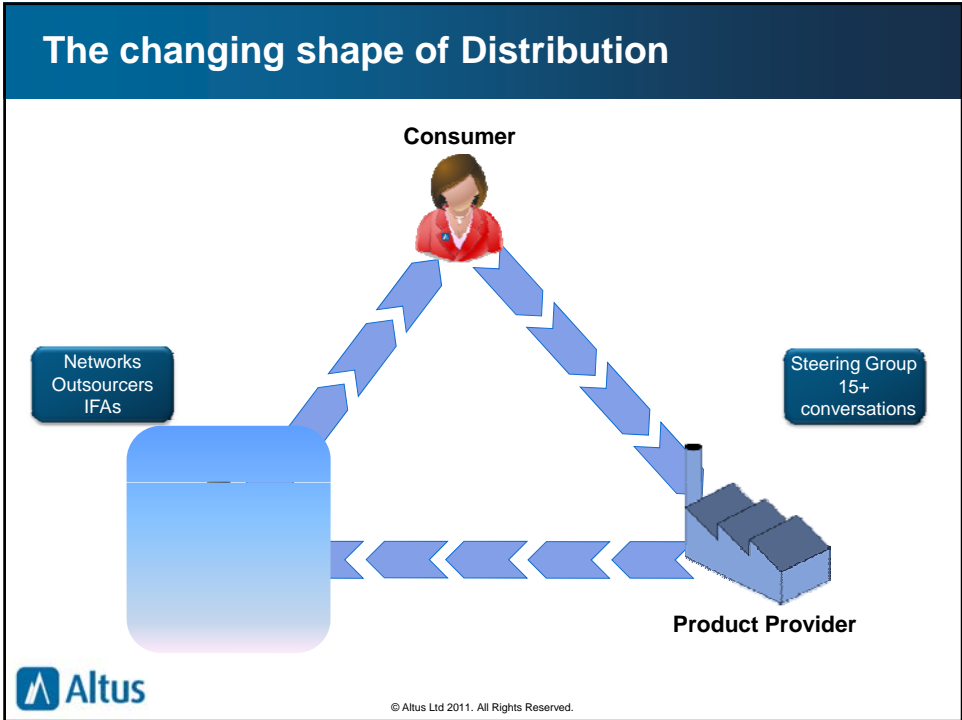 The changing shape of Distribution
Consumer
Networks
Outsourcers
IFAs
Steering Group
15+
conversations
Product Provider
Altus
© Altus Ltd 2011. All Rights Reserved.